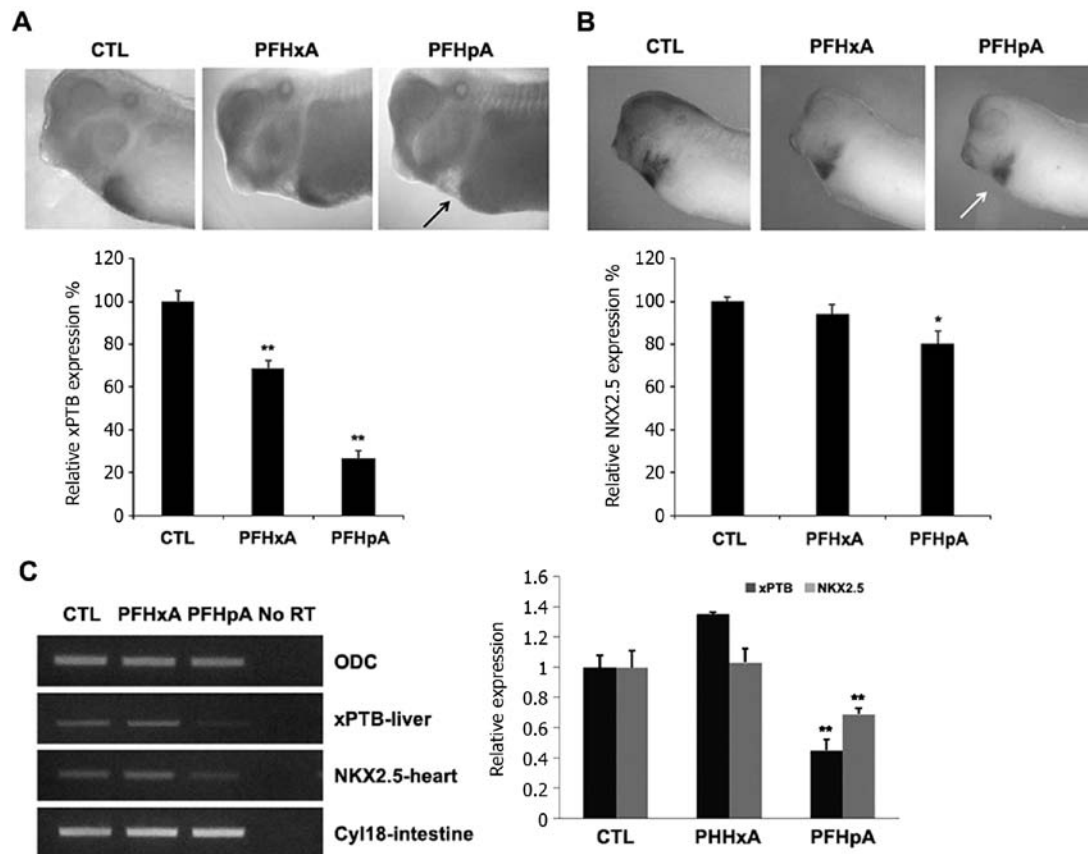 A
CTL PFHxA PFHpA
120
100
80
60
40
20
0
Relative xPTB expression %
**
**
CTL PFHxA PFHpA
B
CTL PFHxA PFHpA
120
100
80
60
40
20
0
Relative NKX2.5 expression %
*
CTL PFHxA PFHpA
C
CTL PFHxA PFHpA No RT
ODC
xPTB-liver
NKX2.5-heart
Cyl18-intestine
1.6
1.4
1.2
1
0.8
0.6
0.4
0.2
0
Relative expression
xPTB NKX2.5
**
**
CTL PHHxA PFHpA